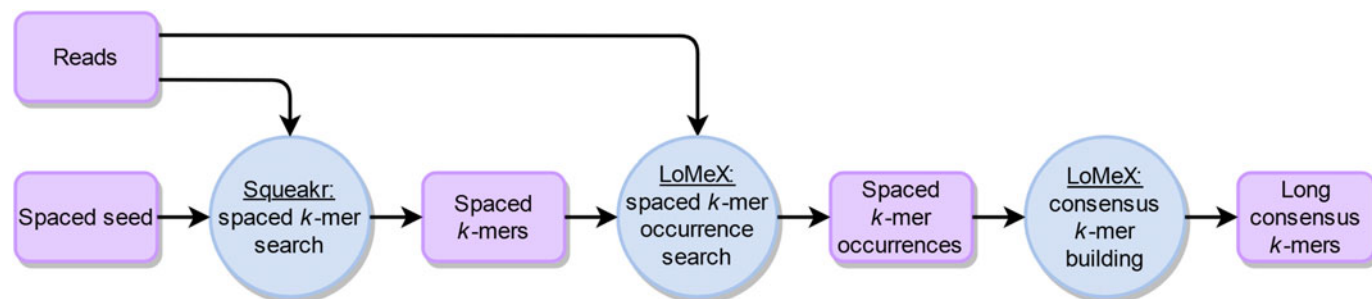 Reads
Spaced seed
Squeakr:
spaced k-mer
search
Spaced
k-mers
LoMeX:
spaced k-mer
occurrence
search
Spaced
k-mer
occurrences
LoMeX:
consensus
k-mer
building
Long
consensus
k-mers